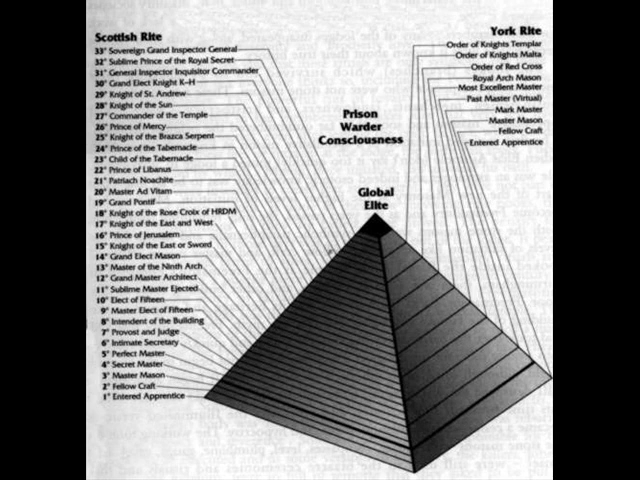 Scottish Rite
33° Sovereign Grand Inspector General
32° Sublime Prince of the Royal Secret
31° General Inspector Inquisitor Commander
30° Grand Elect Knight K–H
29° Knight of St. Andrew
28° Knight of the Sun
27° Commander of the Temple
26° Prince of Mercy
25° Knight of the Brazca Serpent
24° Prince of the Tabernacle
23° Child of the Tabernacle
22° Prince of Libanus
21° Patriach Noachite
20° Master Ad Vitam
19° Grand Pontif
18° Knight of the Rose Croix of HRDM
17° Knight of the East and West
16° Prince of Jerusalem
15° Knight of the East or Sword
14° Grand Elect Mason
13° Master of the Ninth Arch
12° Grand Master Architect
11° Sublime Master Ejected
10° Elect of Fifteen
9° Master Elect of Fifteen
8° Intendent of the Building
7° Provost and Judge
6° Intimate Secretary
5° Perfect Master
4° Secret Master
3° Master Mason
2° Fellow Craft
1° Entered Apprentice
Prison
Warder
Consciousness
Global
Elite
York Rite
Order of Knights Templar
Order of Knights Malta
Order of Red Cross
Royal Arch Mason
Most Excellent Master
Past Master (Virtual)
Mark Master
Master Mason
Fellow Craft
Entered Apprentice